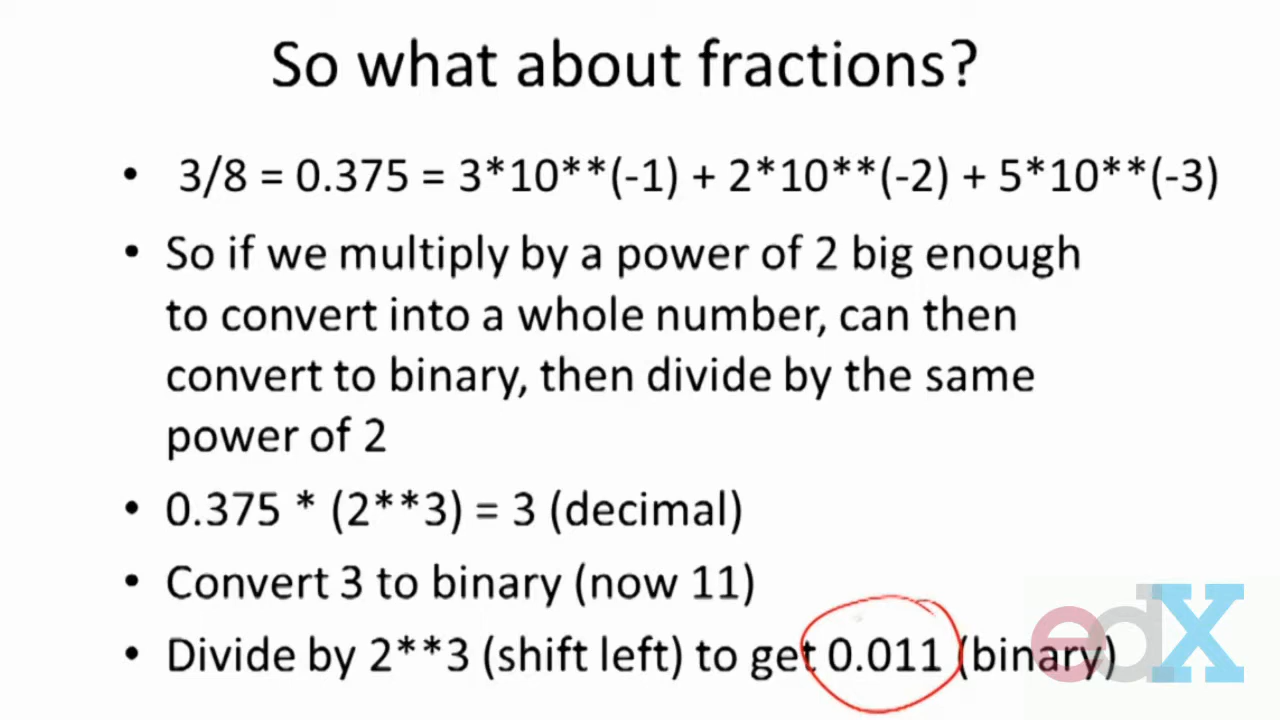 So what about fractions?
• 3/8 = 0.375 = 3*10**(-1) + 2*10**(-2) + 5*10**(-3)
• So if we multiply by a power of 2 big enough
to convert into a whole number, can then
convert to binary, then divide by the same
power of 2
• 0.375 * (2**3) = 3 (decimal)
• Convert 3 to binary (now 11)
• Divide by 2**3 (shift left) to get 0.011 (binary)
edX